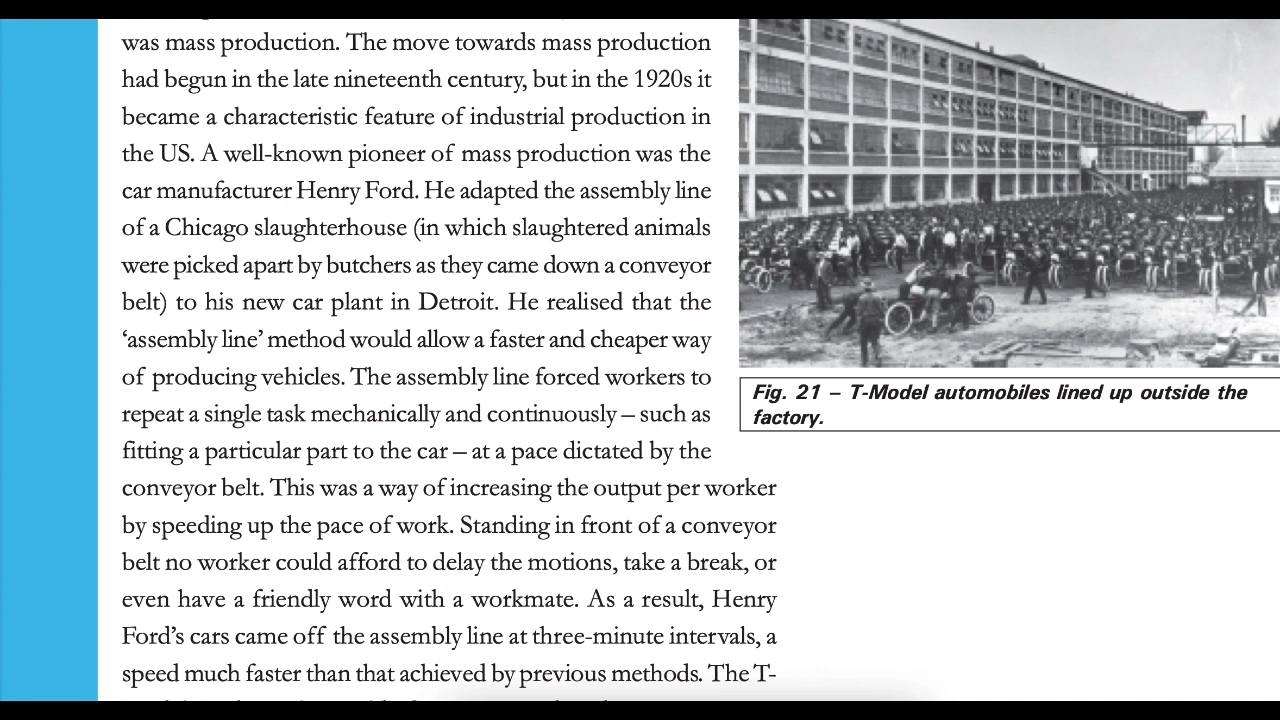 was mass production. The move towards mass production
had begun in the late nineteenth century, but in the 1920s it
became a characteristic feature of industrial production in
the US. A well-known pioneer of mass production was the
car manufacturer Henry Ford. He adapted the assembly line
of a Chicago slaughterhouse (in which slaughtered animals
were picked apart by butchers as they came down a conveyor
belt) to his new car plant in Detroit. He realised that the
‘assembly line’ method would allow a faster and cheaper way
of producing vehicles. The assembly line forced workers to
repeat a single task mechanically and continuously – such as
fitting a particular part to the car – at a pace dictated by the
conveyor belt. This was a way of increasing the output per worker
by speeding up the pace of work. Standing in front of a conveyor
belt no worker could afford to delay the motions, take a break, or
even have a friendly word with a workmate. As a result, Henry
Ford’s cars came off the assembly line at three-minute intervals, a
speed much faster than that achieved by previous methods. The T-
Fig. 21 – T-Model automobiles lined up outside the
factory.